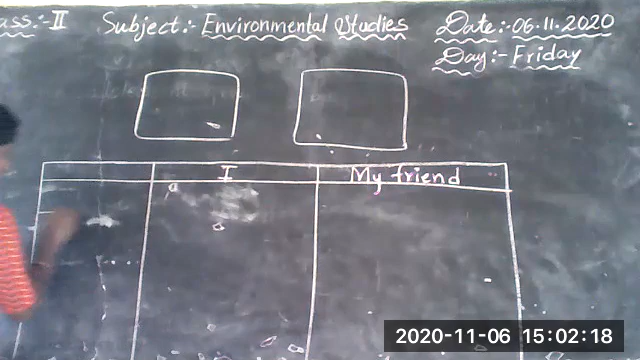 ass:-II Subject:- Environmental Studies Date:-06.11.2020
Day:-Friday
I My friend
2020-11-06 15:02:18